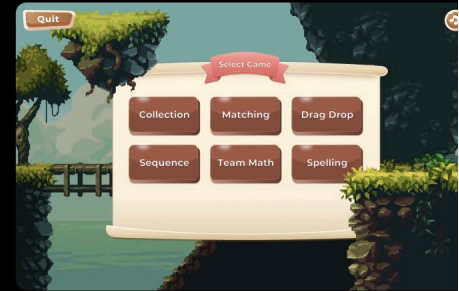 Quit
Select Game
Collection
Matching
Drag Drop
Sequence
Team Math
Spelling